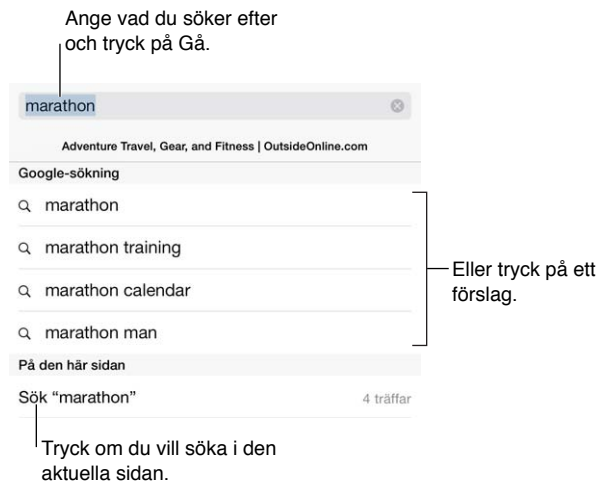 Ange vad du söker efter
och tryck på Gå.
marathon
Adventure Travel, Gear, and Fitness | OutsideOnline.com
Google-sökning
marathon
marathon training
marathon calendar
marathon man
Eller tryck på ett
förslag.
På den här sidan
Sök “marathon”
4 träffar
Tryck om du vill söka i den
aktuella sidan.